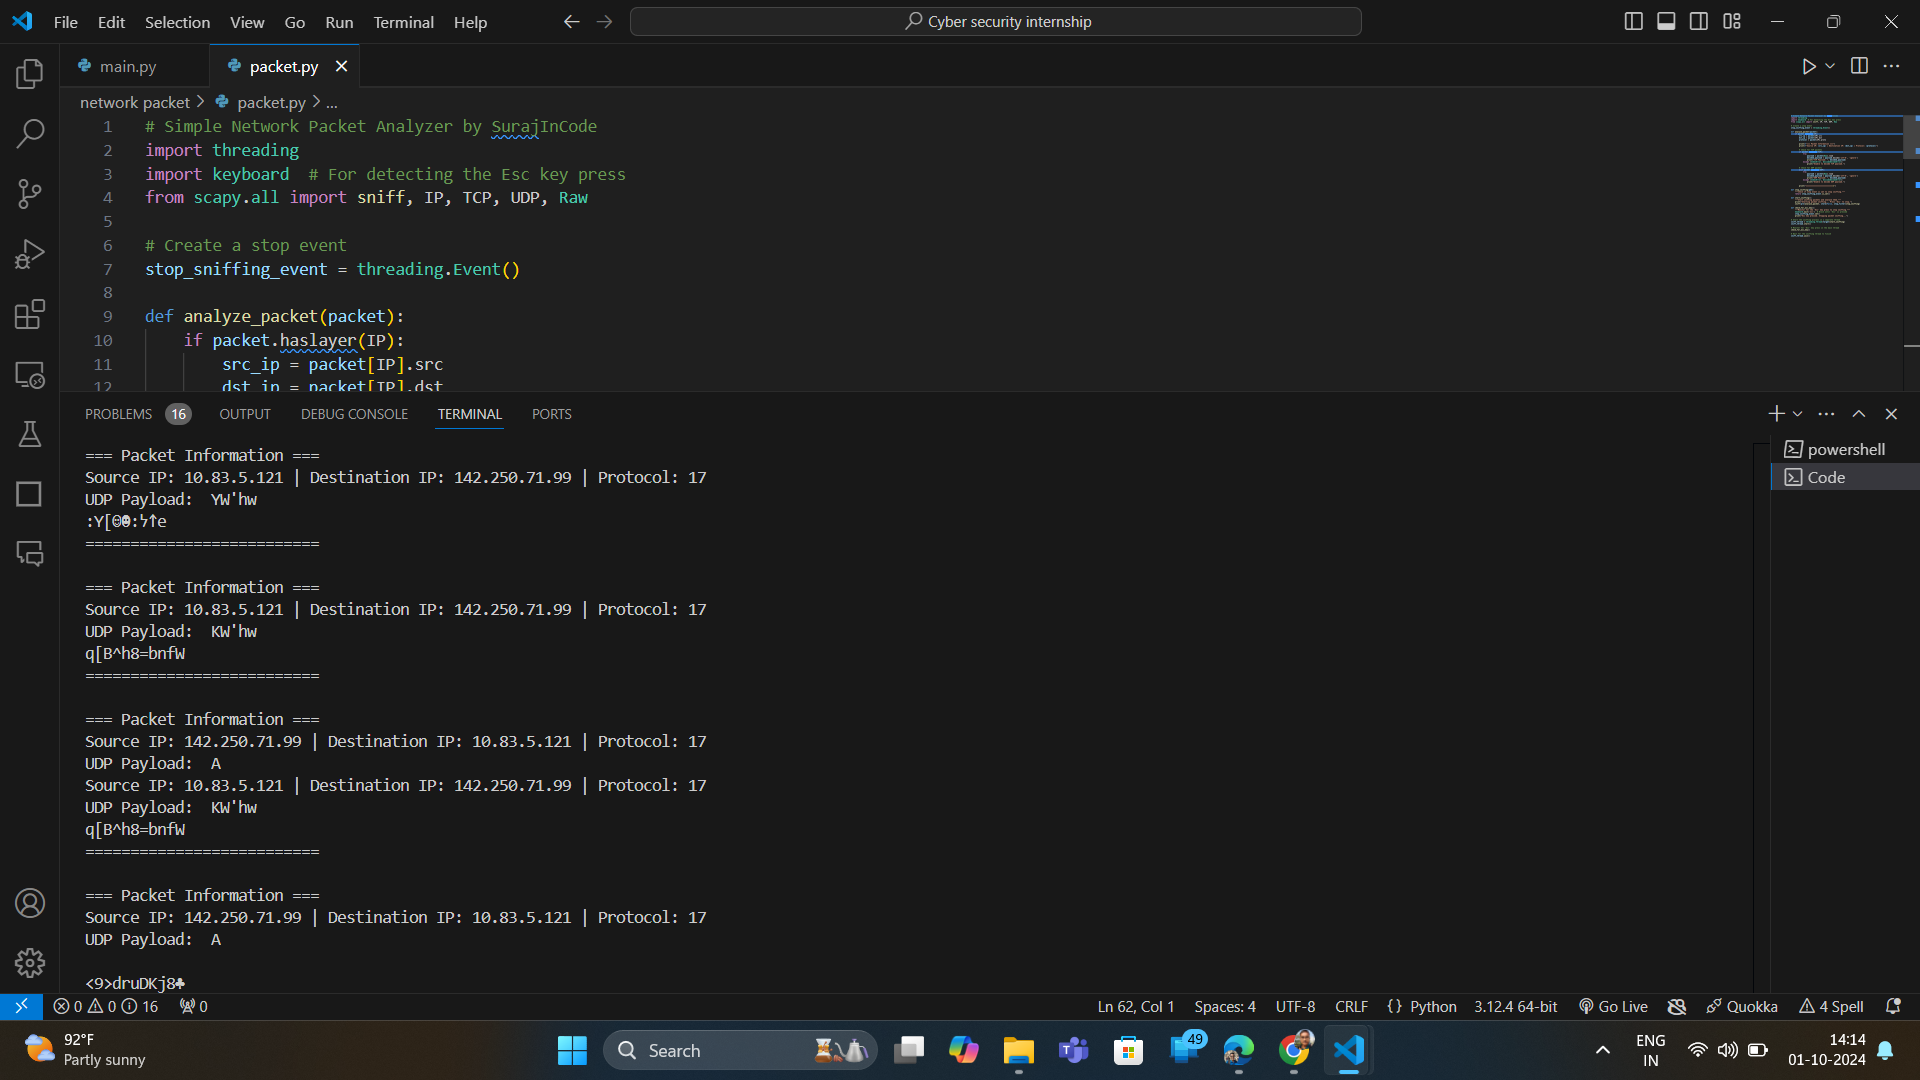 File Edit Selection View Go Run Terminal Help
Cyber security internship
main.py
packet.py
network packet > packet.py > ...
1 # Simple Network Packet Analyzer by SurajInCode
2 import threading
3 import keyboard # For detecting the Esc key press
4 from scapy.all import sniff, IP, TCP, UDP, Raw
5
6 # Create a stop event
7 stop_sniffing_event = threading.Event()
8
9 def analyze_packet(packet):
10 if packet.haslayer(IP):
11 src_ip = packet[IP].src
12 dst_ip = packet[IP].dst
PROBLEMS 16 OUTPUT DEBUG CONSOLE TERMINAL PORTS
powershell
Code
=== Packet Information ===
Source IP: 10.83.5.121 | Destination IP: 142.250.71.99 | Protocol: 17
UDP Payload: YW'hw
==========================
=== Packet Information ===
Source IP: 10.83.5.121 | Destination IP: 142.250.71.99 | Protocol: 17
UDP Payload: KW'hw
q[B^h8=bnfW
==========================
=== Packet Information ===
Source IP: 142.250.71.99 | Destination IP: 10.83.5.121 | Protocol: 17
UDP Payload: A
Source IP: 10.83.5.121 | Destination IP: 142.250.71.99 | Protocol: 17
UDP Payload: KW'hw
q[B^h8=bnfW
==========================
=== Packet Information ===
Source IP: 142.250.71.99 | Destination IP: 10.83.5.121 | Protocol: 17
UDP Payload: A
<9>druDKj8♣
0 0 16 0
Ln 62, Col 1 Spaces: 4 UTF-8 CRLF {} Python 3.12.4 64-bit Go Live Quokka 4 Spell
92°F
Partly sunny
Search
49
ENG
IN
14:14
01-10-2024